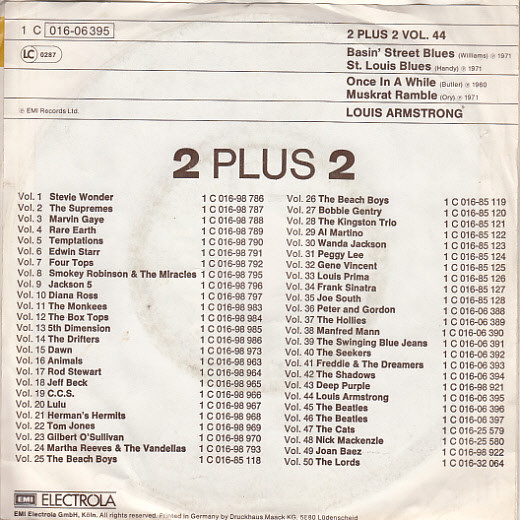 1 C 016-06395
2 PLUS 2 VOL. 44
LC 0287
Basin' Street Blues (Williams) ℗ 1971
St. Louis Blues (Handy) ℗ 1971
Once In A While (Butler) ℗ 1960
Muskrat Ramble (Ory) ℗ 1971
℗ EMI Records Ltd.
LOUIS ARMSTRONG
2 PLUS 2
Vol. 1 Stevie Wonder 1 C 016-98 786
Vol. 2 The Supremes 1 C 016-98 787
Vol. 3 Marvin Gaye 1 C 016-98 788
Vol. 4 Rare Earth 1 C 016-98 789
Vol. 5 Temptations 1 C 016-98 790
Vol. 6 Edwin Starr 1 C 016-98 791
Vol. 7 Four Tops 1 C 016-98 792
Vol. 8 Smokey Robinson & The Miracles 1 C 016-98 795
Vol. 9 Jackson 5 1 C 016-98 796
Vol. 10 Diana Ross 1 C 016-98 797
Vol. 11 The Monkees 1 C 016-98 983
Vol. 12 The Box Tops 1 C 016-98 984
Vol. 13 5th Dimension 1 C 016-98 985
Vol. 14 The Drifters 1 C 016-98 986
Vol. 15 Dawn 1 C 016-98 973
Vol. 16 Animals 1 C 016-98 963
Vol. 17 Rod Stewart 1 C 016-98 964
Vol. 18 Jeff Beck 1 C 016-98 965
Vol. 19 C.C.S. 1 C 016-98 966
Vol. 20 Lulu 1 C 016-98 967
Vol. 21 Herman's Hermits 1 C 016-98 968
Vol. 22 Tom Jones 1 C 016-98 969
Vol. 23 Gilbert O'Sullivan 1 C 016-98 970
Vol. 24 Martha Reeves & The Vandellas 1 C 016-98 793
Vol. 25 The Beach Boys 1 C 016-85 118
Vol. 26 The Beach Boys 1 C 016-85 119
Vol. 27 Bobbie Gentry 1 C 016-85 120
Vol. 28 The Kingston Trio 1 C 016-85 121
Vol. 29 Al Martino 1 C 016-85 122
Vol. 30 Wanda Jackson 1 C 016-85 123
Vol. 31 Peggy Lee 1 C 016-85 124
Vol. 32 Gene Vincent 1 C 016-85 125
Vol. 33 Louis Prima 1 C 016-85 126
Vol. 34 Frank Sinatra 1 C 016-85 127
Vol. 35 Joe South 1 C 016-85 128
Vol. 36 Peter and Gordon 1 C 016-06 388
Vol. 37 The Hollies 1 C 016-06 389
Vol. 38 Manfred Mann 1 C 016-06 390
Vol. 39 The Swinging Blue Jeans 1 C 016-06 391
Vol. 40 The Seekers 1 C 016-06 392
Vol. 41 Freddie & The Dreamers 1 C 016-06 393
Vol. 42 The Shadows 1 C 016-06 394
Vol. 43 Deep Purple 1 C 016-98 921
Vol. 44 Louis Armstrong 1 C 016-06 395
Vol. 45 The Beatles 1 C 016-06 396
Vol. 46 The Beatles 1 C 016-06 397
Vol. 47 The Cats 1 C 016-25 579
Vol. 48 Nick Mackenzie 1 C 016-25 580
Vol. 49 Joan Baez 1 C 016-98 922
Vol. 50 The Lords 1 C 016-32 064
EMI ELECTROLA
EMI Electrola GmbH, Köln. All rights reserved. Printed in Germany by Druckhaus Maack KG, 5880 Lüdenscheid